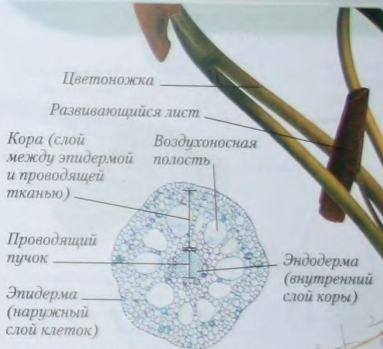 Цветоножка
Развивающийся лист
Кора (слой
между эпидермой
и проводящей
тканью)
Воздухоносная
полость
Проводящий
пучок
Эндодерма
(внутренний
слой коры)
Эпидерма
(наружный
слой клеток)